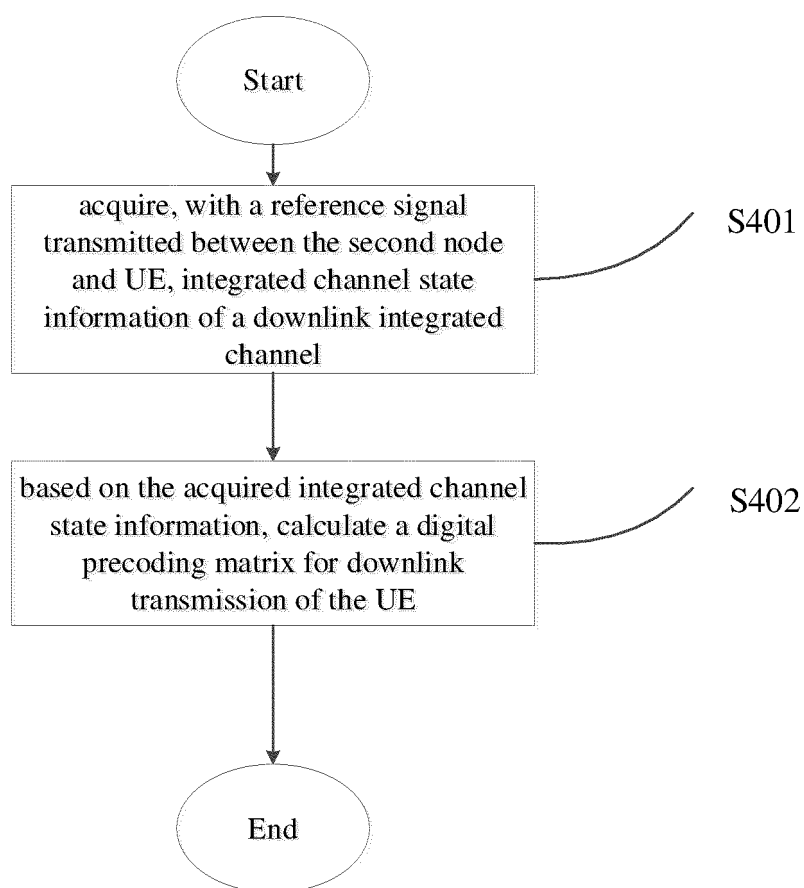 Start
acquire, with a reference signal
transmitted between the second node
and UE, integrated channel state
information of a downlink integrated
channel
S401
based on the acquired integrated channel
state information, calculate a digital
precoding matrix for downlink
transmission of the UE
S402
End